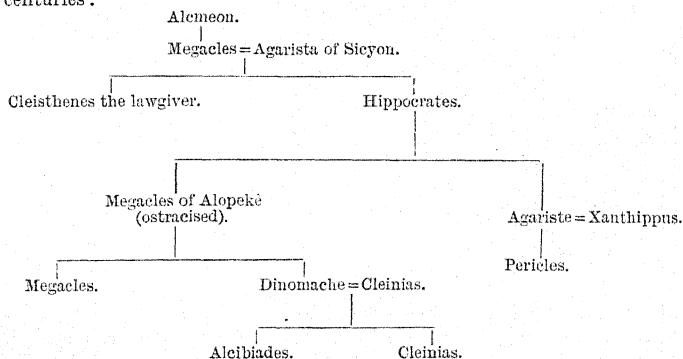 centuries:
Alcmeon.
Megacles = Agarista of Sicyon.
Cleisthenes the lawgiver. Hippocrates.
Megacles of Alopekè
(ostracised). Agariste = Xanthippus.
Pericles.
Megacles. Dinomache = Cleinias.
Alcibiades. Cleinias.